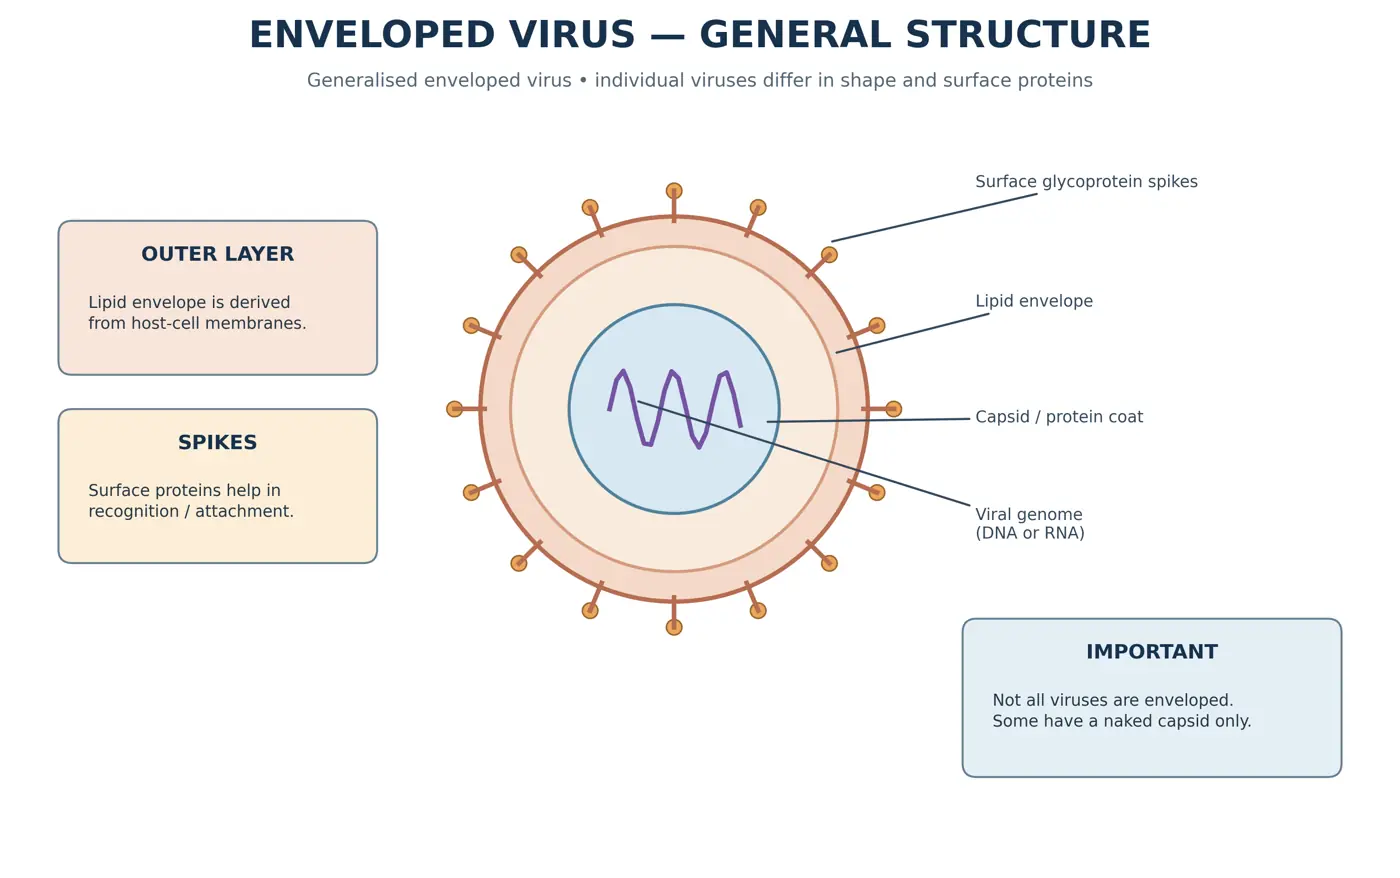 ENVELOPED VIRUS — GENERAL STRUCTURE
Generalised enveloped virus • individual viruses differ in shape and surface proteins
OUTER LAYER
Lipid envelope is derived
from host-cell membranes.
SPIKES
Surface proteins help in
recognition / attachment.
Surface glycoprotein spikes
Lipid envelope
Capsid / protein coat
Viral genome
(DNA or RNA)
IMPORTANT
Not all viruses are enveloped.
Some have a naked capsid only.